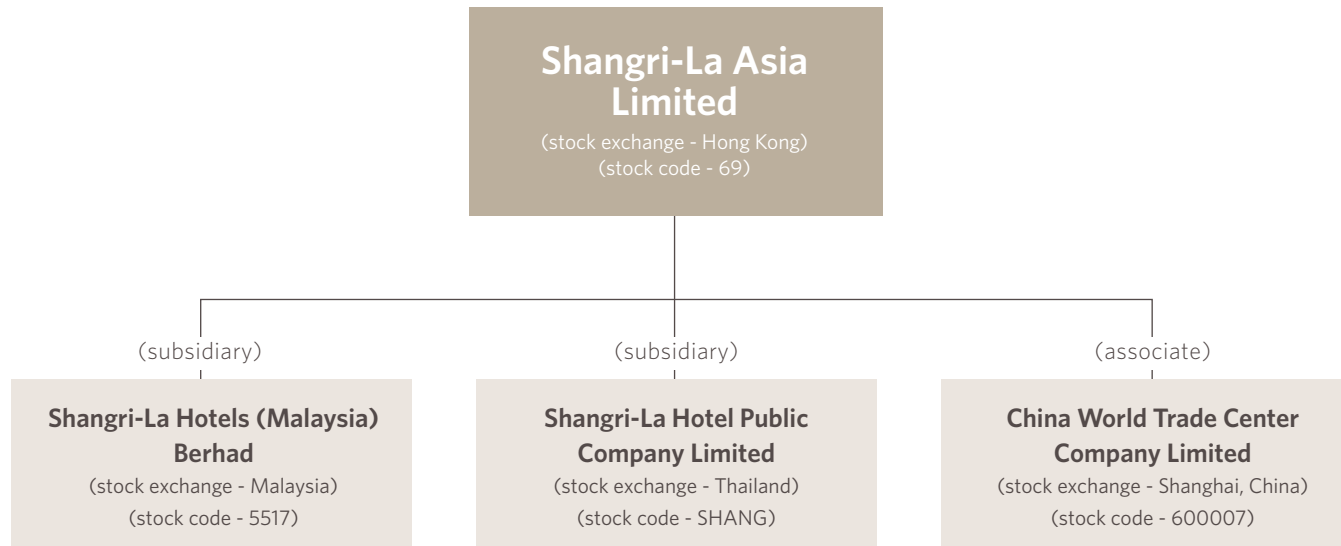 Shangri-La Asia
Limited
(stock exchange - Hong Kong)
(stock code - 69)
(subsidiary)
(subsidiary)
(associate)
Shangri-La Hotels (Malaysia)
Berhad
(stock exchange - Malaysia)
(stock code - 5517)
Shangri-La Hotel Public
Company Limited
(stock exchange - Thailand)
(stock code - SHANG)
China World Trade Center
Company Limited
(stock exchange - Shanghai, China)
(stock code - 600007)